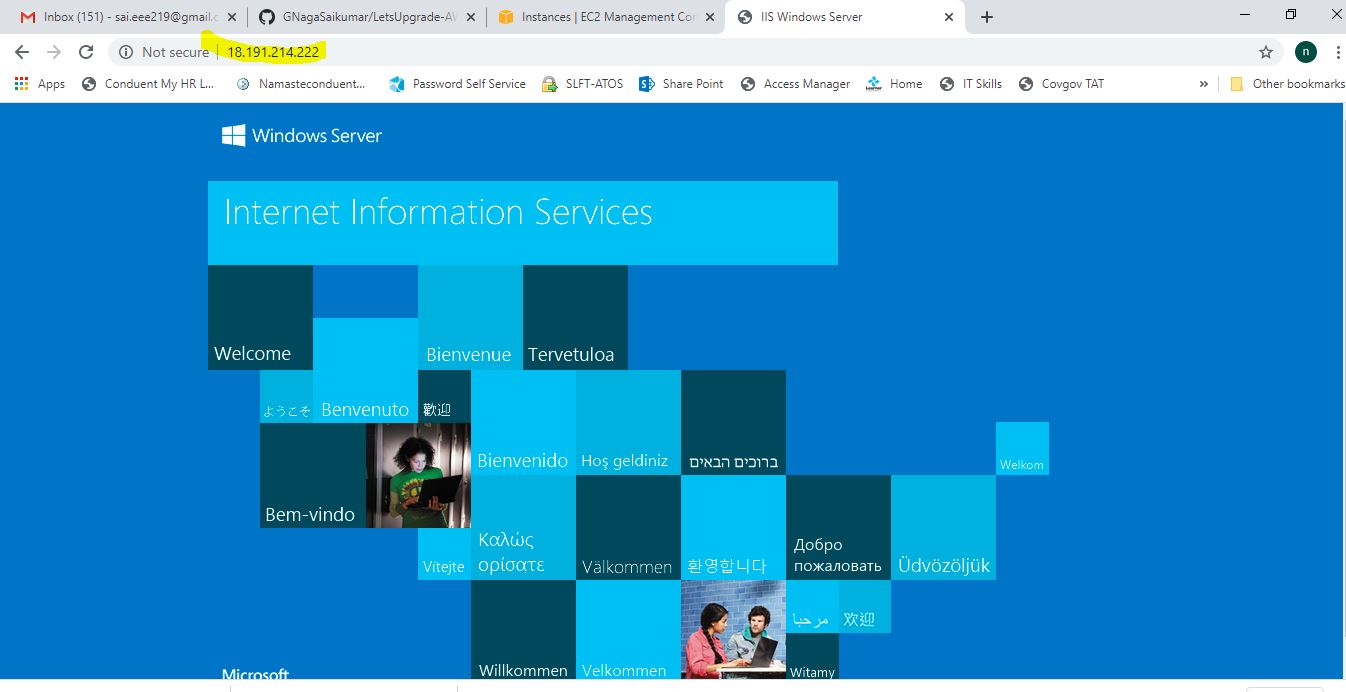 Inbox (151) - sai.eee219@gmail.c
GNagaSaikumar/LetsUpgrade-AW
Instances | EC2 Management Con
IIS Windows Server
Not secure
18.191.214.222
n
Apps
Conduent My HR L...
Namasteconduent...
Password Self Service
SLFT-ATOS
Share Point
Access Manager
Home
IT Skills
Covgov TAT
»
Other bookmarks
Windows Server
Internet Information Services
Welcome
Bienvenue
Tervetuloa
ようこそ
Benvenuto
歡迎
Bienvenido
Hoş geldiniz
ברוכים הבאים
Welkom
Bem-vindo
Vítejte
Καλώς
ορίσατε
Välkommen
환영합니다
Добро
пожаловать
Üdvözöljük
مرحبا
欢迎
Willkommen
Velkommen
Witamy
Microsoft